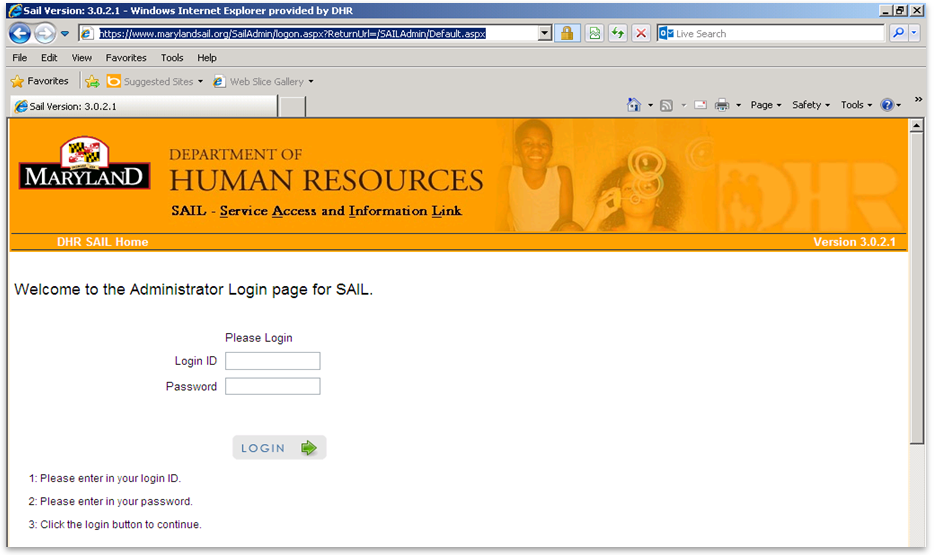 Sail Version: 3.0.2.1 - Windows Internet Explorer provided by DHR
https://www.marylandsail.org/SailAdmin/logon.aspx?ReturnUrl=/SAILAdmin/Default.aspx
Live Search
File Edit View Favorites Tools Help
Favorites Suggested Sites Web Slice Gallery
Sail Version: 3.0.2.1 Page Safety Tools »
MARYLAND
DEPARTMENT OF
HUMAN RESOURCES
SAIL - Service Access and Information Link
DHR
DHR SAIL Home Version 3.0.2.1
Welcome to the Administrator Login page for SAIL.
Please Login
Login ID
Password
LOGIN
1: Please enter in your login ID.
2: Please enter in your password.
3: Click the login button to continue.